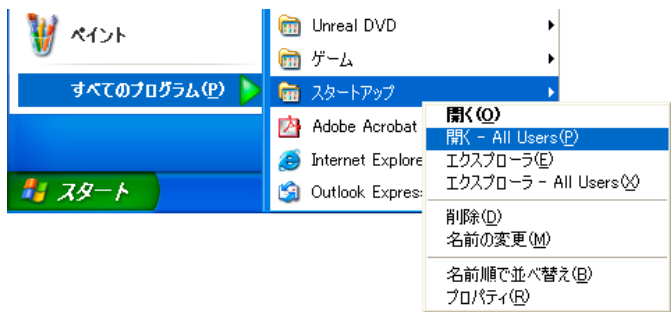 ペイント
すべてのプログラム(P)
スタート
Unreal DVD
ゲーム
スタートアップ
Adobe Acrobat
Internet Explore
Outlook Expres
開く(O)
開く - All Users(P)
エクスプローラ(E)
エクスプローラ - All Users(X)
削除(D)
名前の変更(M)
名前順で並べ替え(B)
プロパティ(R)